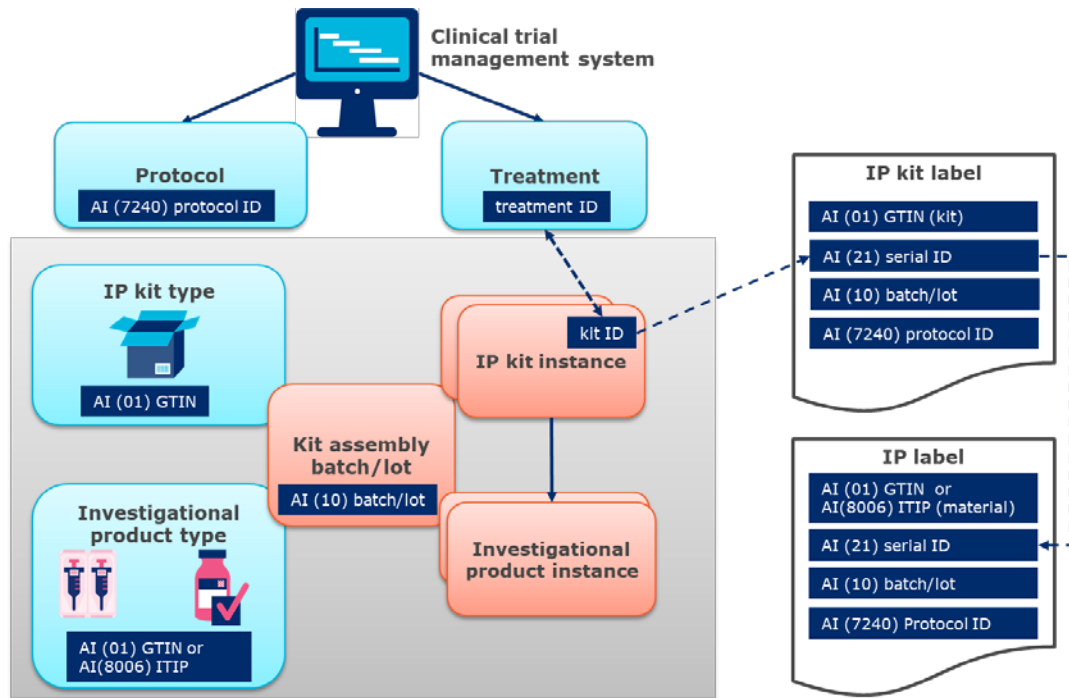 Clinical trial
management system
Protocol
AI (7240) protocol ID
Treatment
treatment ID
IP kit type
AI (01) GTIN
kit ID
IP kit instance
Kit assembly
batch/lot
AI (10) batch/lot
Investigational
product type
AI (01) GTIN or
AI(8006) ITIP
Investigational
product instance
IP kit label
AI (01) GTIN (kit)
AI (21) serial ID
AI (10) batch/lot
AI (7240) protocol ID
IP label
AI (01) GTIN or
AI(8006) ITIP (material)
AI (21) serial ID
AI (10) batch/lot
AI (7240) Protocol ID